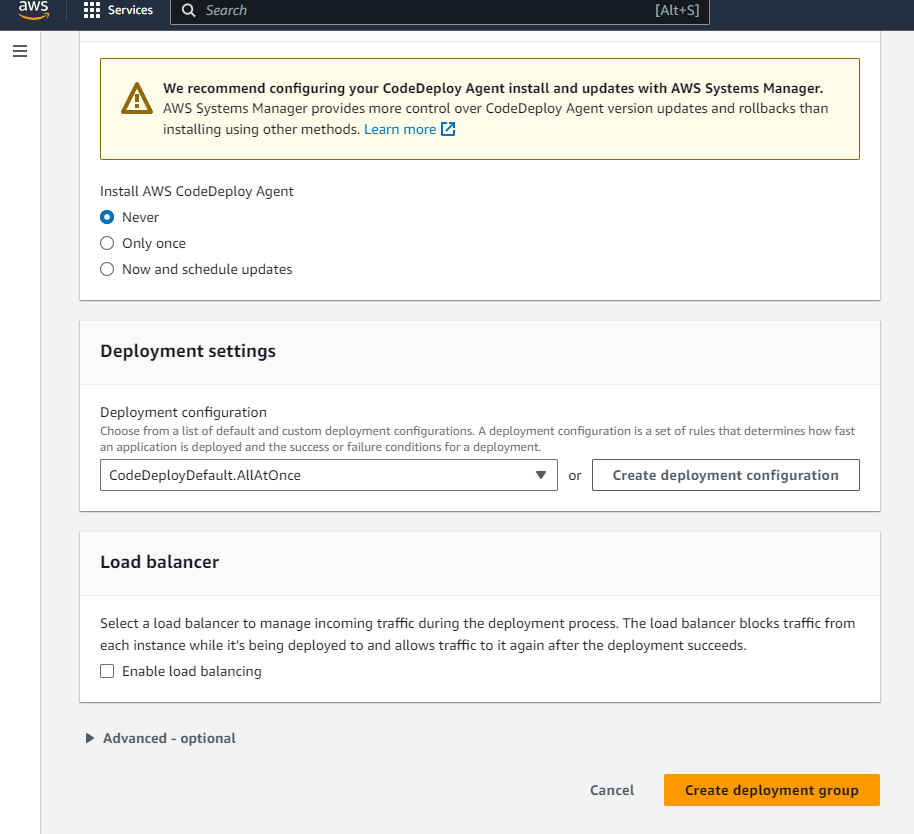 aws
Services
Search
[Alt+S]
We recommend configuring your CodeDeploy Agent install and updates with AWS Systems Manager.
AWS Systems Manager provides more control over CodeDeploy Agent version updates and rollbacks than
installing using other methods. Learn more
Install AWS CodeDeploy Agent
Never
Only once
Now and schedule updates
Deployment settings
Deployment configuration
Choose from a list of default and custom deployment configurations. A deployment configuration is a set of rules that determines how fast
an application is deployed and the success or failure conditions for a deployment.
CodeDeployDefault.AllAtOnce
or
Create deployment configuration
Load balancer
Select a load balancer to manage incoming traffic during the deployment process. The load balancer blocks traffic from
each instance while it's being deployed to and allows traffic to it again after the deployment succeeds.
Enable load balancing
Advanced - optional
Cancel
Create deployment group